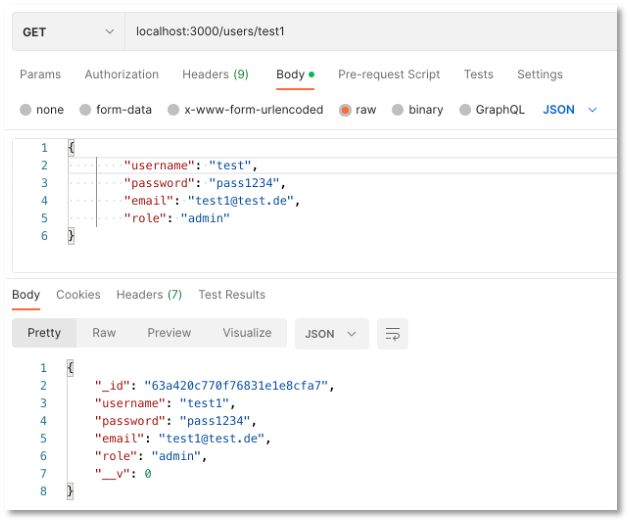 GET localhost:3000/users/test1
Params Authorization Headers (9) Body Pre-request Script Tests Settings
none form-data x-www-form-urlencoded raw binary GraphQL JSON
1 {
2 "username": "test",
3 "password": "pass1234",
4 "email": "test1@test.de",
5 "role": "admin"
6 }
Body Cookies Headers (7) Test Results
Pretty Raw Preview Visualize JSON
1 {
2 "_id": "63a420c770f76831e1e8cfa7",
3 "username": "test1",
4 "password": "pass1234",
5 "email": "test1@test.de",
6 "role": "admin",
7 "__v": 0
8 }